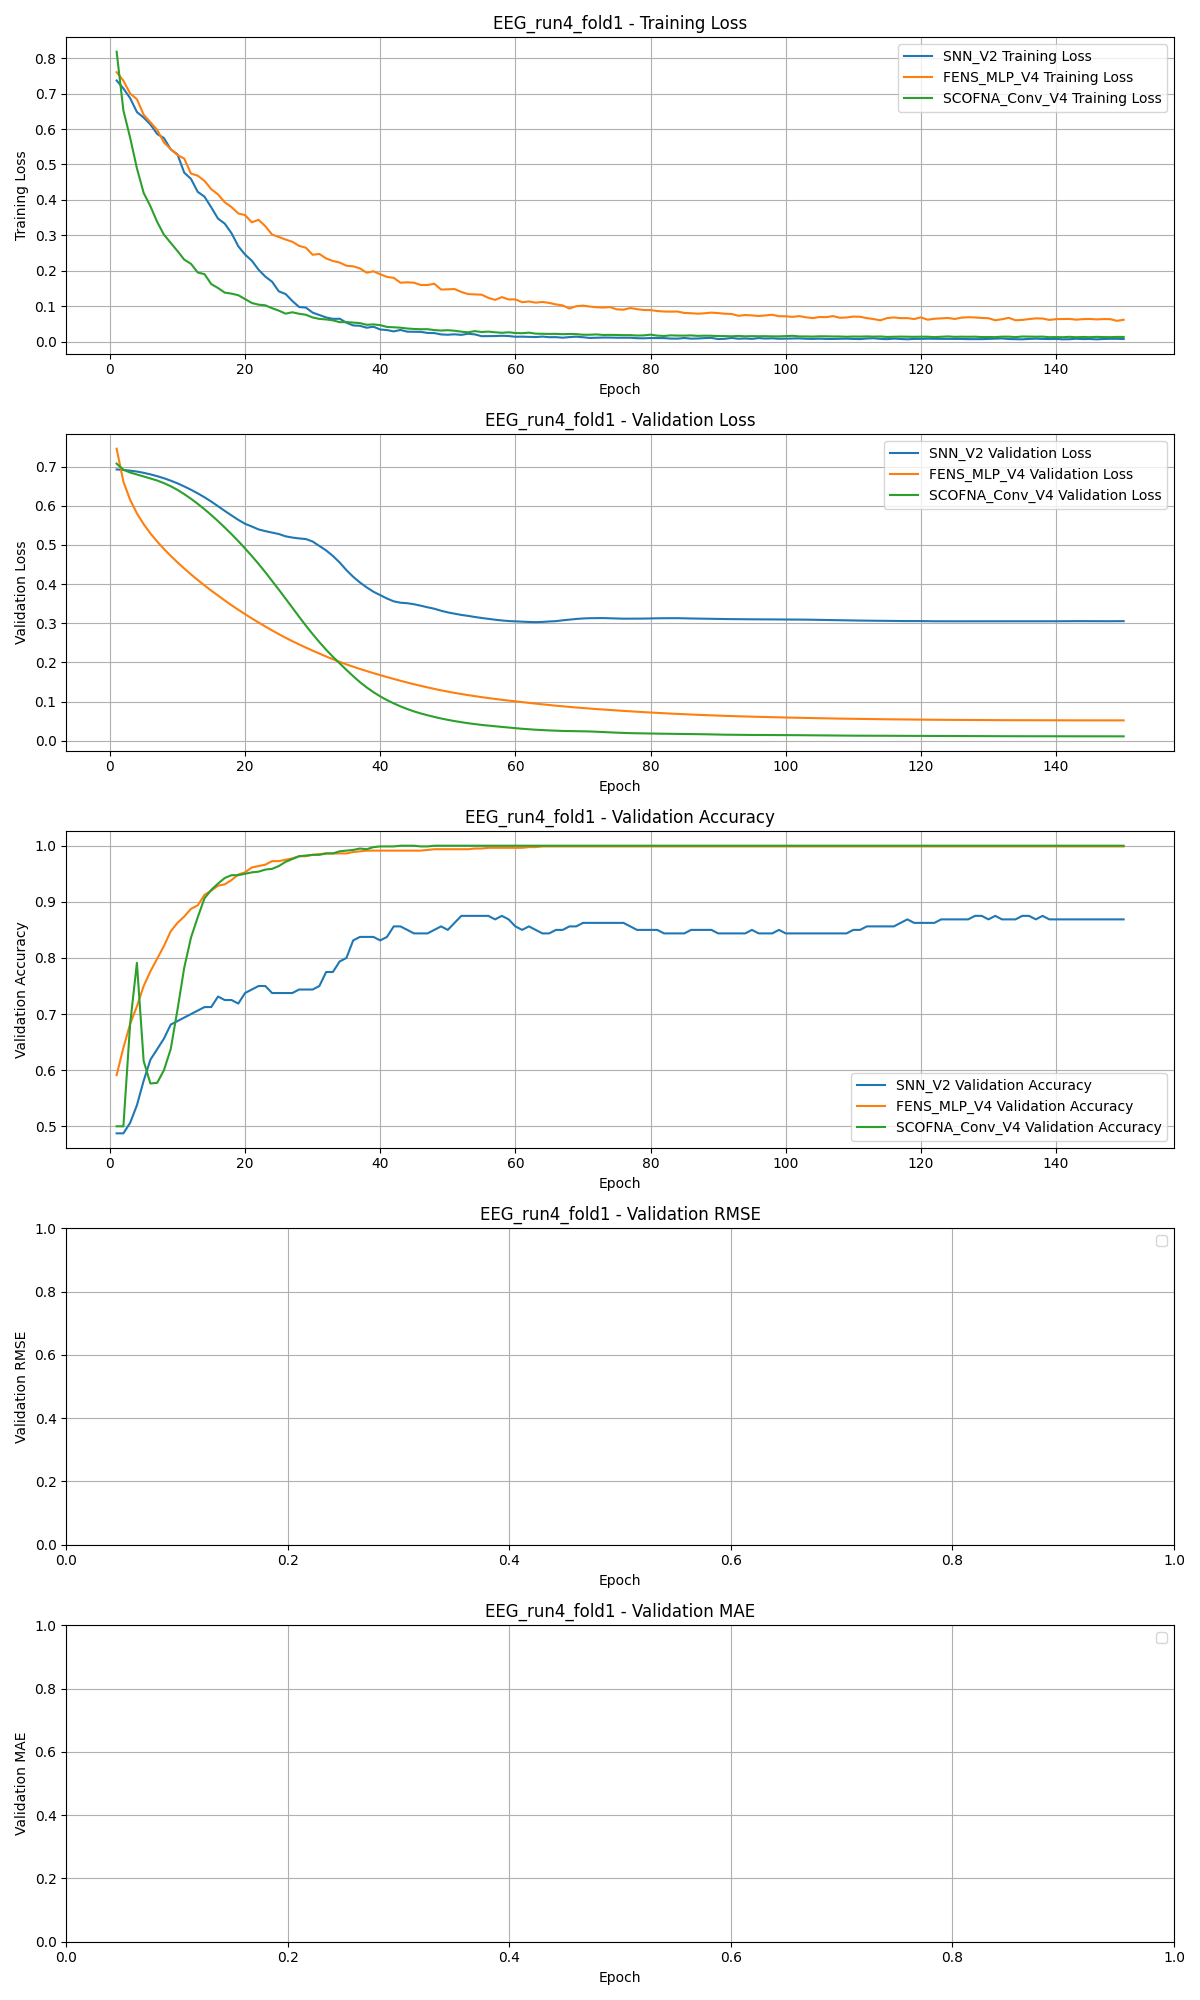 EEG_run4_fold1 - Training Loss
SNN_V2 Training Loss
FENS_MLP_V4 Training Loss
SCOFNA_Conv_V4 Training Loss
Training Loss
0.8
0.7
0.6
0.5
0.4
0.3
0.2
0.1
0.0
0 20 40 60 80 100 120 140
Epoch
EEG_run4_fold1 - Validation Loss
SNN_V2 Validation Loss
FENS_MLP_V4 Validation Loss
SCOFNA_Conv_V4 Validation Loss
Validation Loss
0.7
0.6
0.5
0.4
0.3
0.2
0.1
0.0
0 20 40 60 80 100 120 140
Epoch
EEG_run4_fold1 - Validation Accuracy
Validation Accuracy
1.0
0.9
0.8
0.7
0.6
0.5
SNN_V2 Validation Accuracy
FENS_MLP_V4 Validation Accuracy
SCOFNA_Conv_V4 Validation Accuracy
0 20 40 60 80 100 120 140
Epoch
EEG_run4_fold1 - Validation RMSE
Validation RMSE
1.0
0.8
0.6
0.4
0.2
0.0
0.0 0.2 0.4 0.6 0.8 1.0
Epoch
EEG_run4_fold1 - Validation MAE
Validation MAE
1.0
0.8
0.6
0.4
0.2
0.0
0.0 0.2 0.4 0.6 0.8 1.0
Epoch